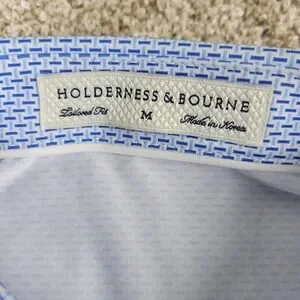 HOLDERNESS & BOURNE
Tailored Fit M Made in Korea